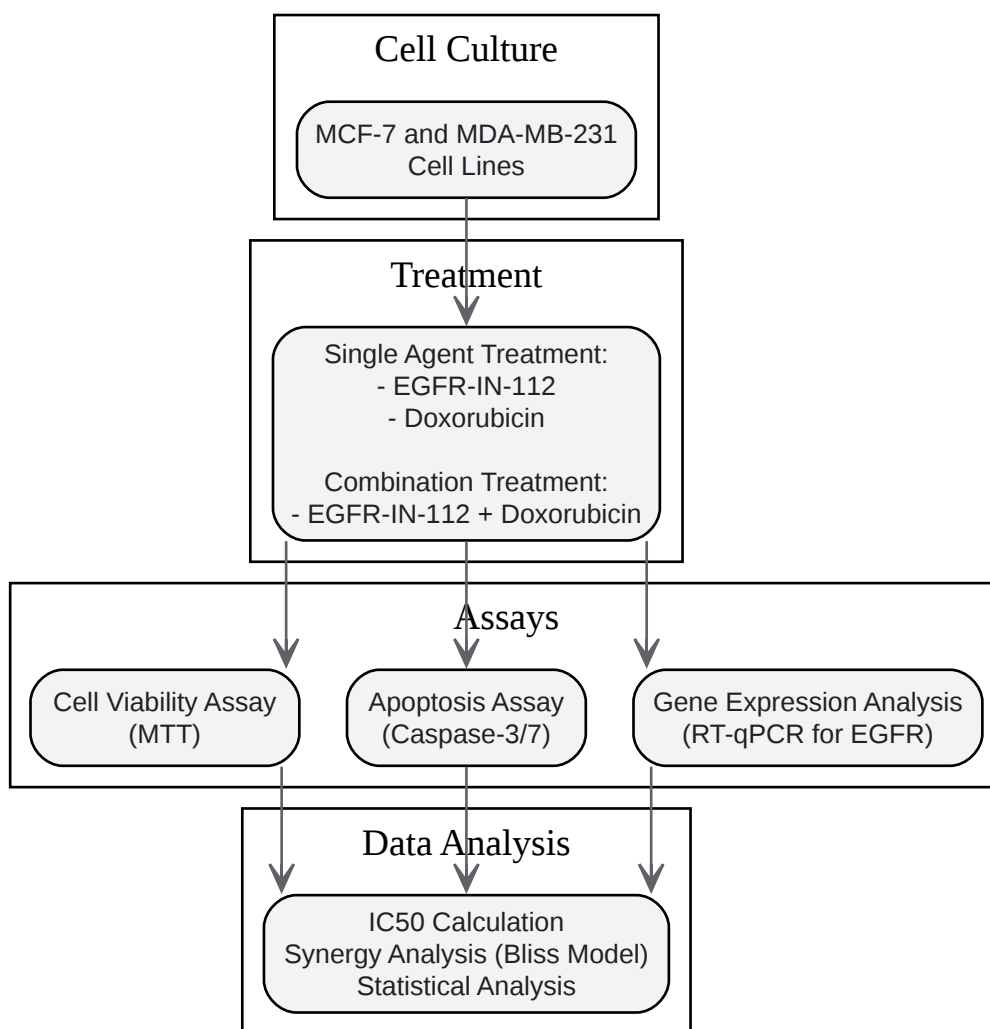 Cell Culture
MCF-7 and MDA-MB-231
Cell Lines
Treatment
Single Agent Treatment:
- EGFR-IN-112
- Doxorubicin
Combination Treatment:
- EGFR-IN-112 + Doxorubicin
Assays
Cell Viability Assay
(MTT)
Apoptosis Assay
(Caspase-3/7)
Gene Expression Analysis
(RT-qPCR for EGFR)
Data Analysis
IC50 Calculation
Synergy Analysis (Bliss Model)
Statistical Analysis